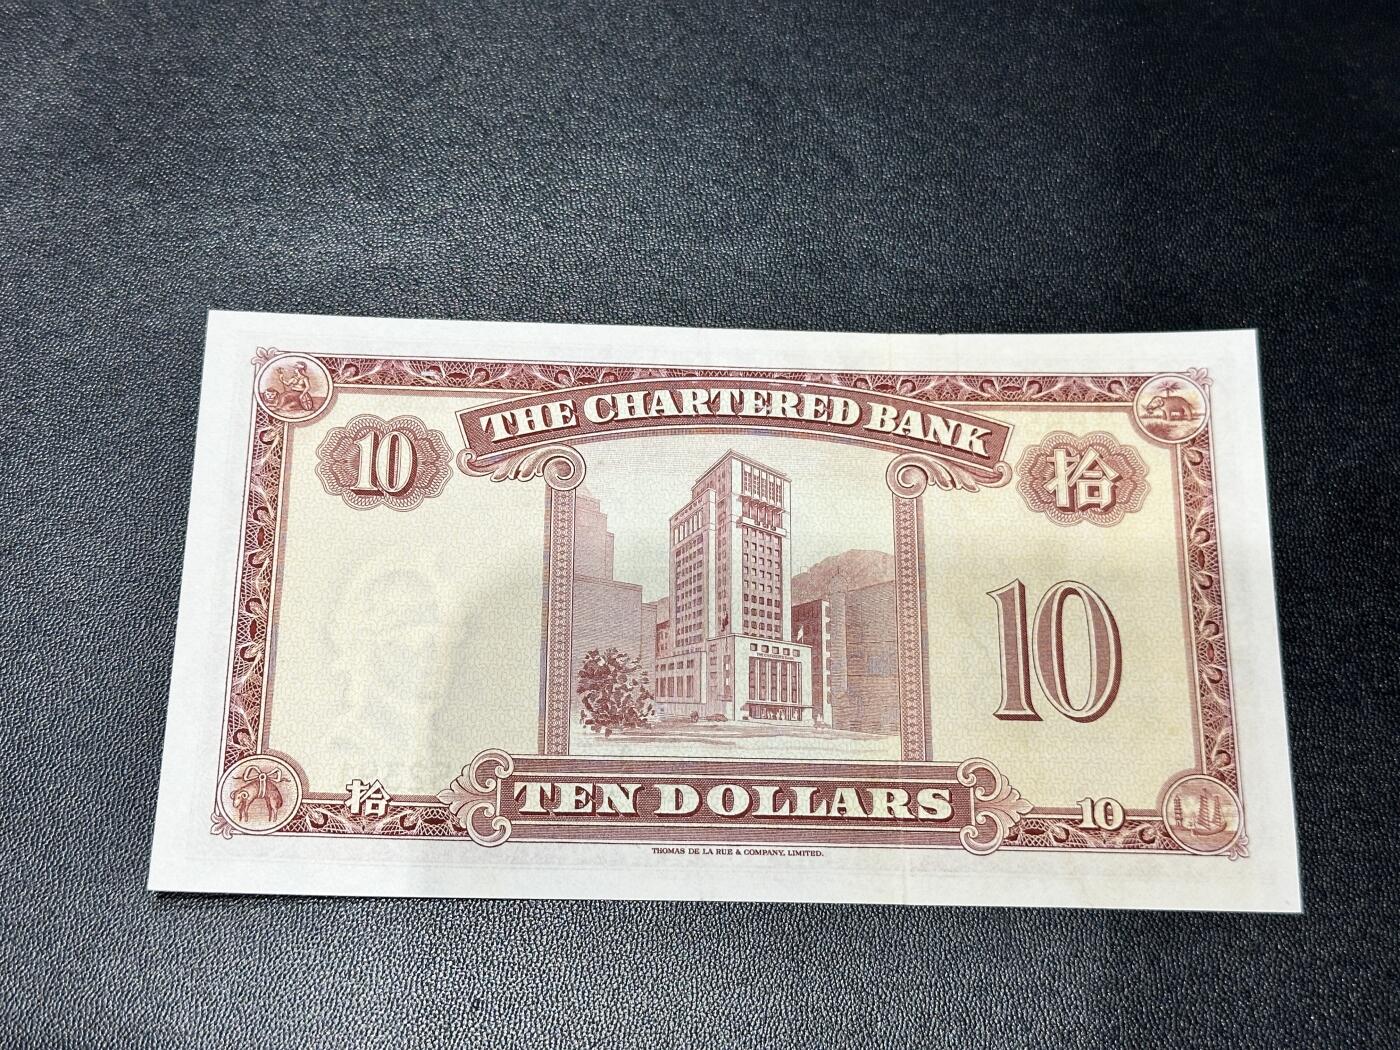 THE CHARTERED BANK
10
拾
10
拾
TEN DOLLARS
10
THOMAS DE LA RUE & COMPANY, LIMITED.